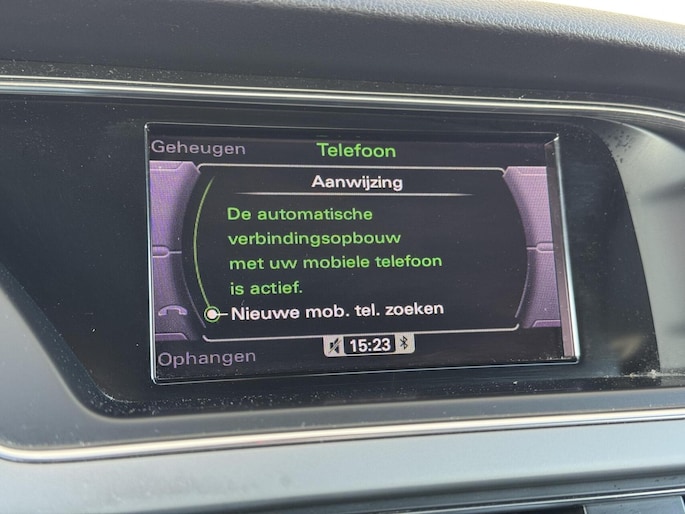 Geheugen
Telefoon
Aanwijzing
De automatische
verbindingsopbouw
met uw mobiele telefoon
is actief.
Nieuwe mob. tel. zoeken
15:23
Ophangen